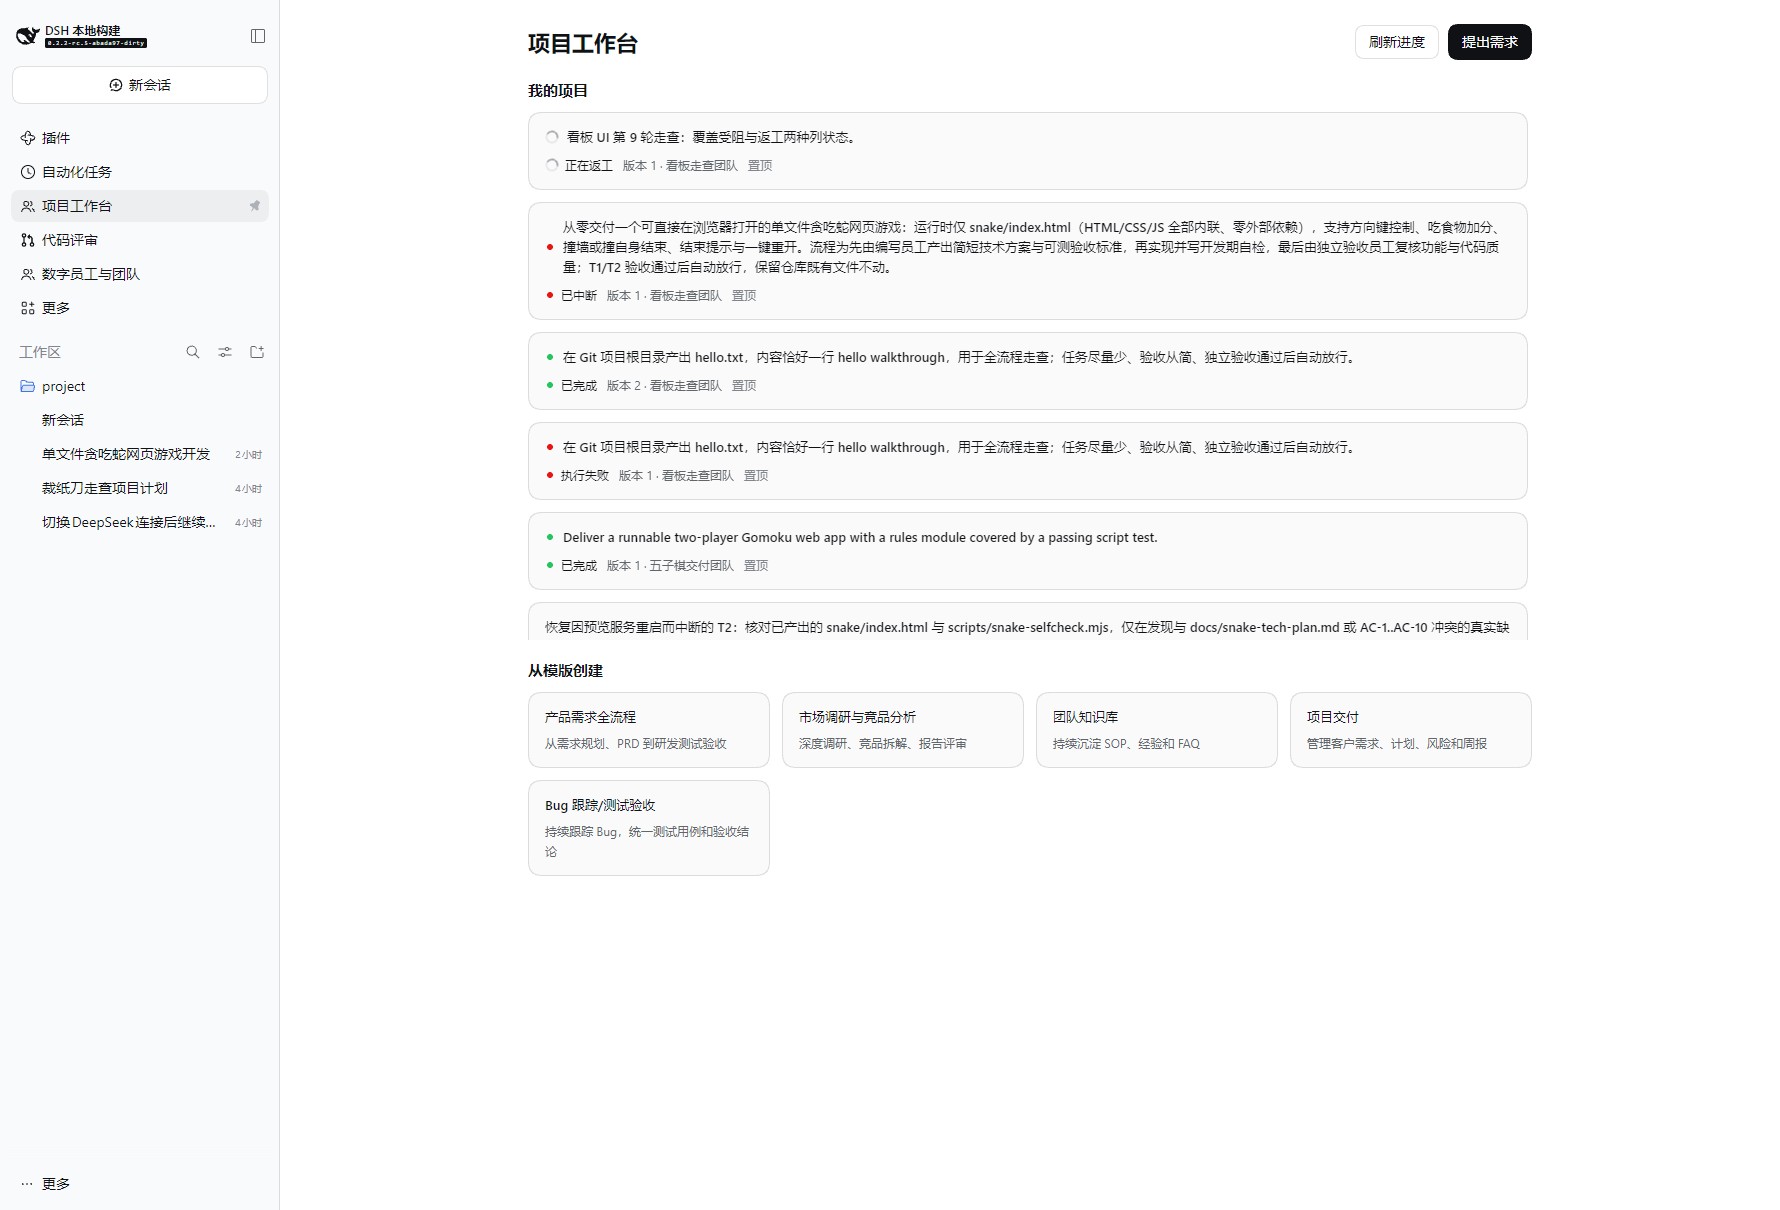 DSH 本地构建
0.3.2-rc.5-abada97-dirty
新会话
插件
自动化任务
项目工作台
代码评审
数字员工与团队
更多
工作区
project
新会话
单文件贪吃蛇网页游戏开发 2小时
裁纸刀走查项目计划 4小时
切换DeepSeek连接后继续... 4小时
更多
项目工作台
刷新进度 提出需求
我的项目
看板 UI 第 9 轮走查：覆盖受阻与返工两种列状态。
正在返工 版本 1 · 看板走查团队 置顶
从零交付一个可直接在浏览器打开的单文件贪吃蛇网页游戏：运行时仅 snake/index.html（HTML/CSS/JS 全部内联、零外部依赖），支持方向键控制、吃食物加分、
撞墙或撞自身结束、结束提示与一键重开。流程为先由编写员工产出简短技术方案与可测验收标准，再实现并写开发期自检，最后由独立验收员工复核功能与代码质
量；T1/T2 验收通过后自动放行，保留仓库既有文件不动。
已中断 版本 1 · 看板走查团队 置顶
在 Git 项目根目录产出 hello.txt，内容恰好一行 hello walkthrough，用于全流程走查；任务尽量少、验收从简、独立验收通过后自动放行。
已完成 版本 2 · 看板走查团队 置顶
在 Git 项目根目录产出 hello.txt，内容恰好一行 hello walkthrough，用于全流程走查；任务尽量少、验收从简、独立验收通过后自动放行。
执行失败 版本 1 · 看板走查团队 置顶
Deliver a runnable two-player Gomoku web app with a rules module covered by a passing script test.
已完成 版本 1 · 五子棋交付团队 置顶
恢复因预览服务重启而中断的 T2：核对已产出的 snake/index.html 与 scripts/snake-selfcheck.mjs，仅在发现与 docs/snake-tech-plan.md 或 AC-1..AC-10 冲突的真实缺
从模版创建
产品需求全流程
从需求规划、PRD 到研发测试验收
市场调研与竞品分析
深度调研、竞品拆解、报告评审
团队知识库
持续沉淀 SOP、经验和 FAQ
项目交付
管理客户需求、计划、风险和周报
Bug 跟踪/测试验收
持续跟踪 Bug，统一测试用例和验收结
论